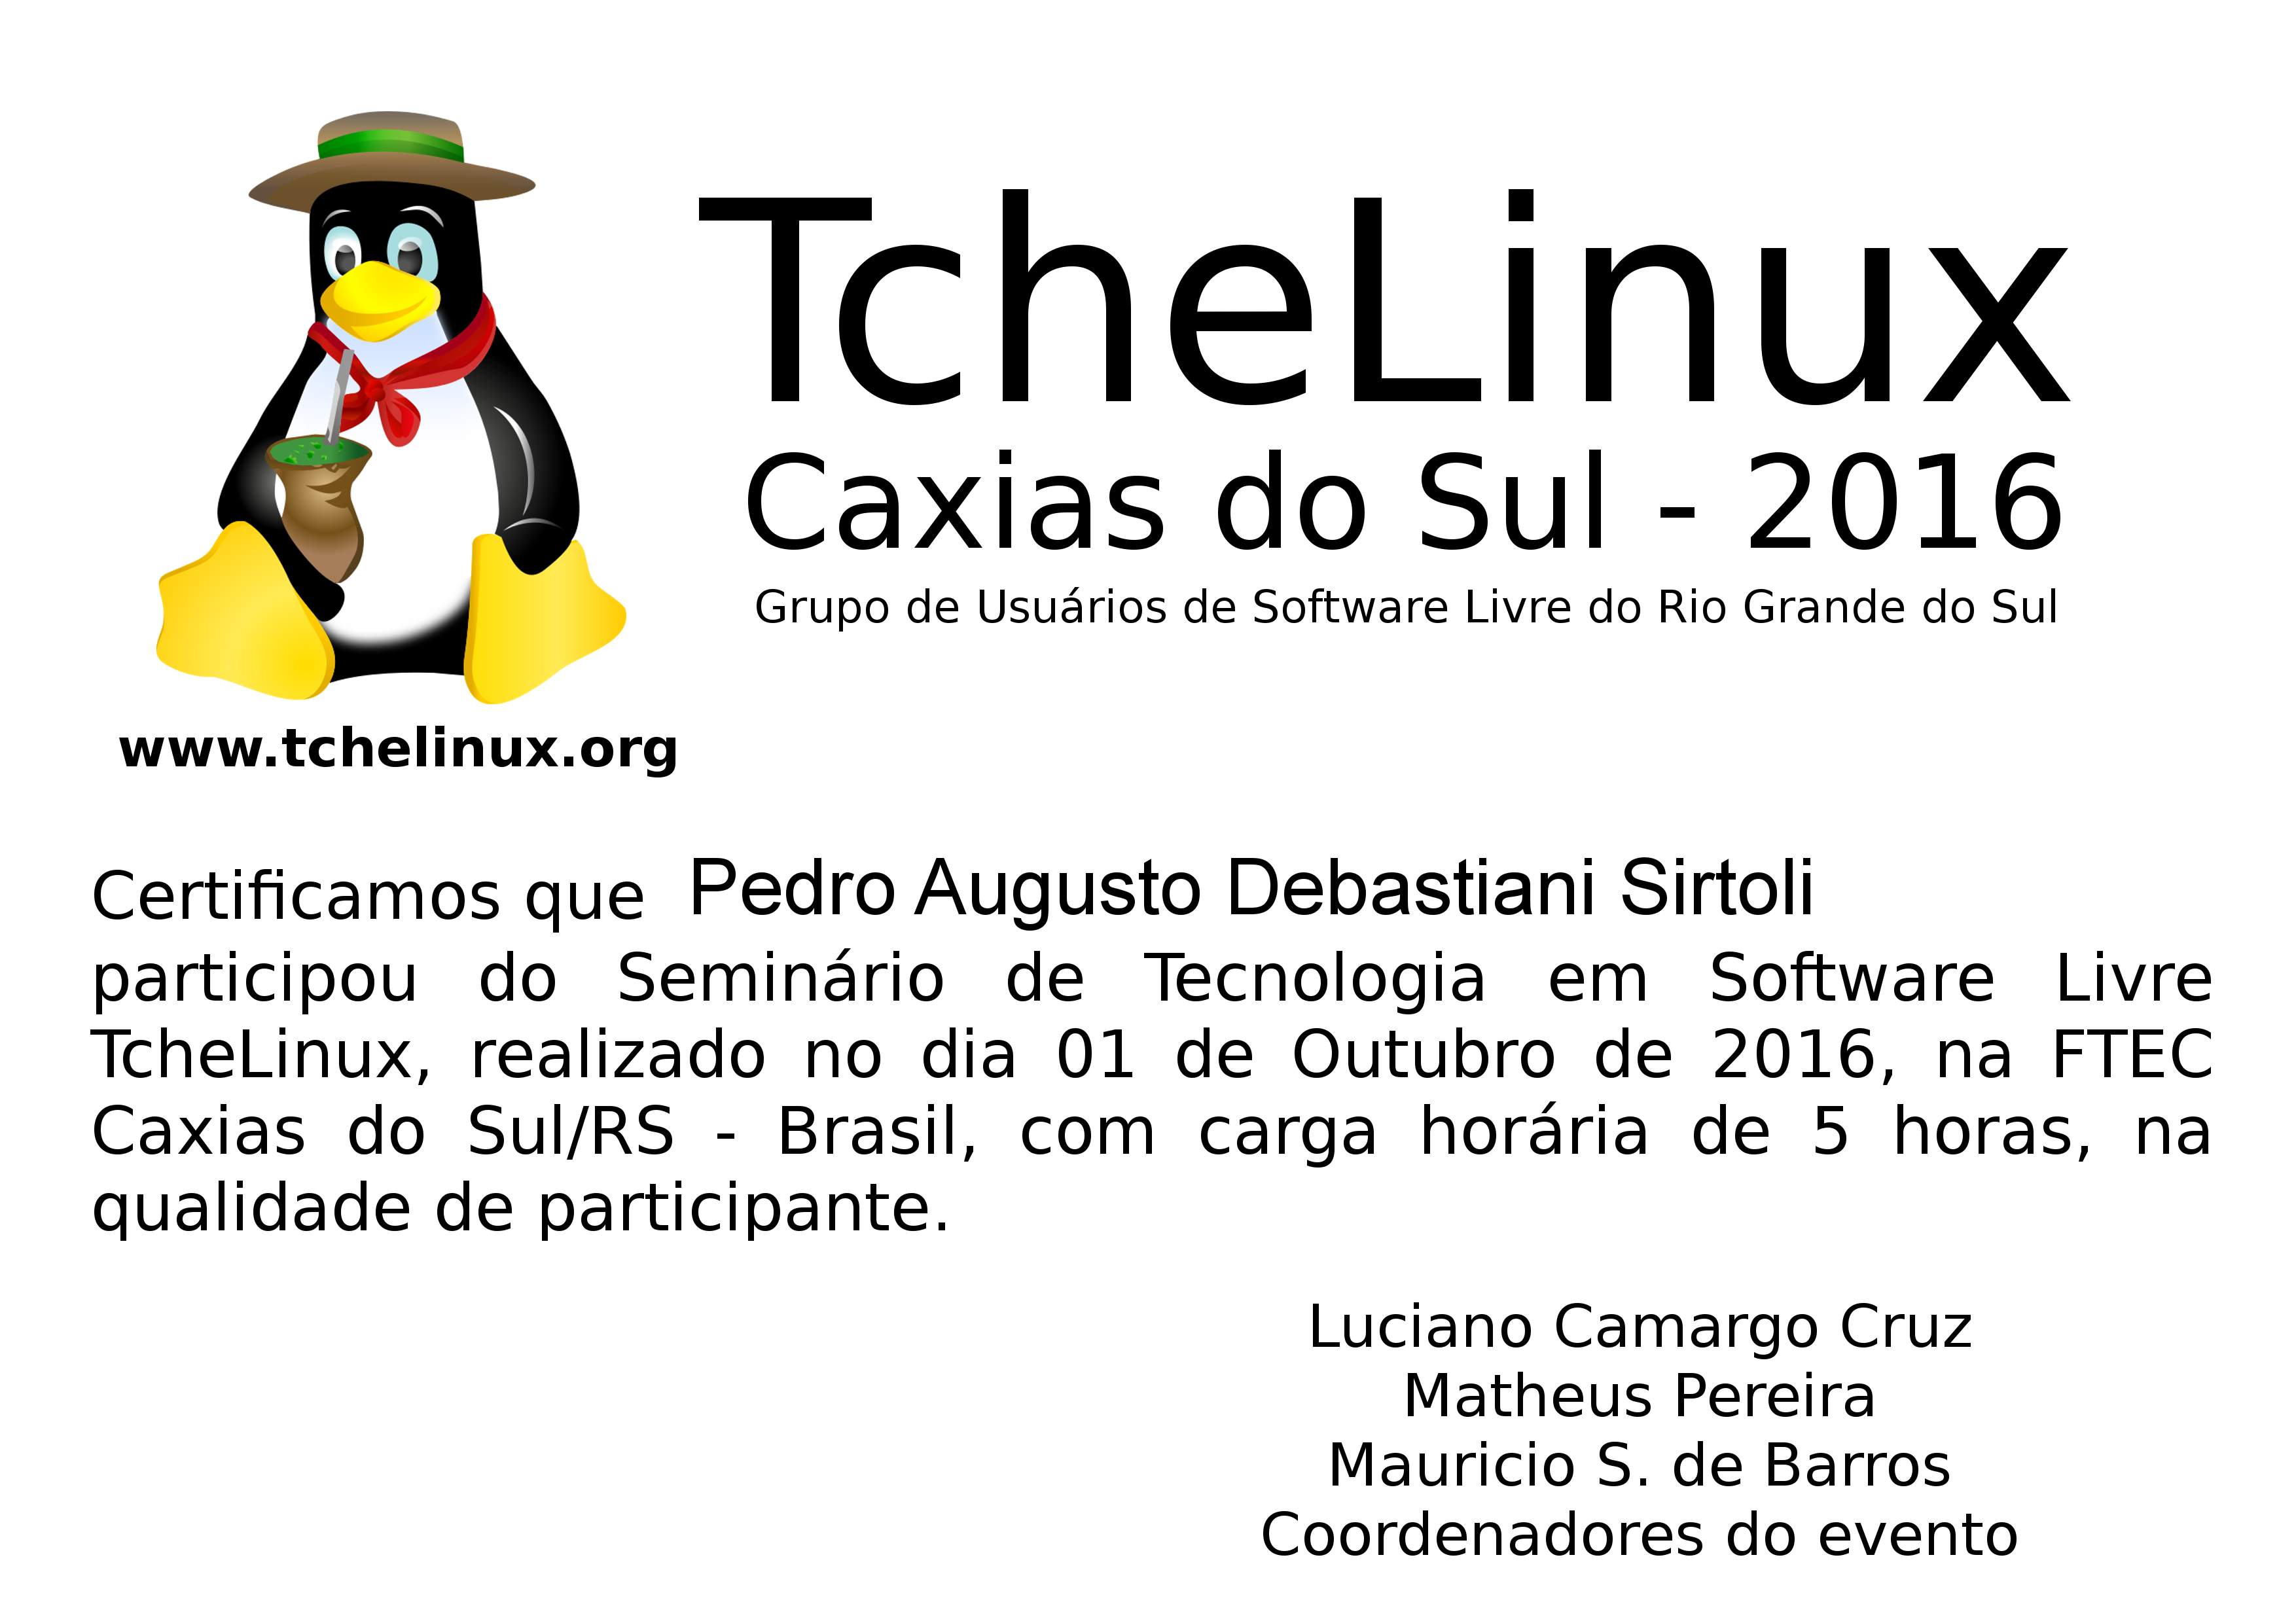 TcheLinux
Caxias do Sul - 2016
Grupo de Usuários de Software Livre do Rio Grande do Sul
www.tchelinux.org
Certificamos que Pedro Augusto Debastiani Sirtoli
participou do Seminário de Tecnologia em Software Livre
TcheLinux, realizado no dia 01 de Outubro de 2016, na FTEC
Caxias do Sul/RS - Brasil, com carga horária de 5 horas, na
qualidade de participante.
Luciano Camargo Cruz
Matheus Pereira
Mauricio S. de Barros
Coordenadores do evento